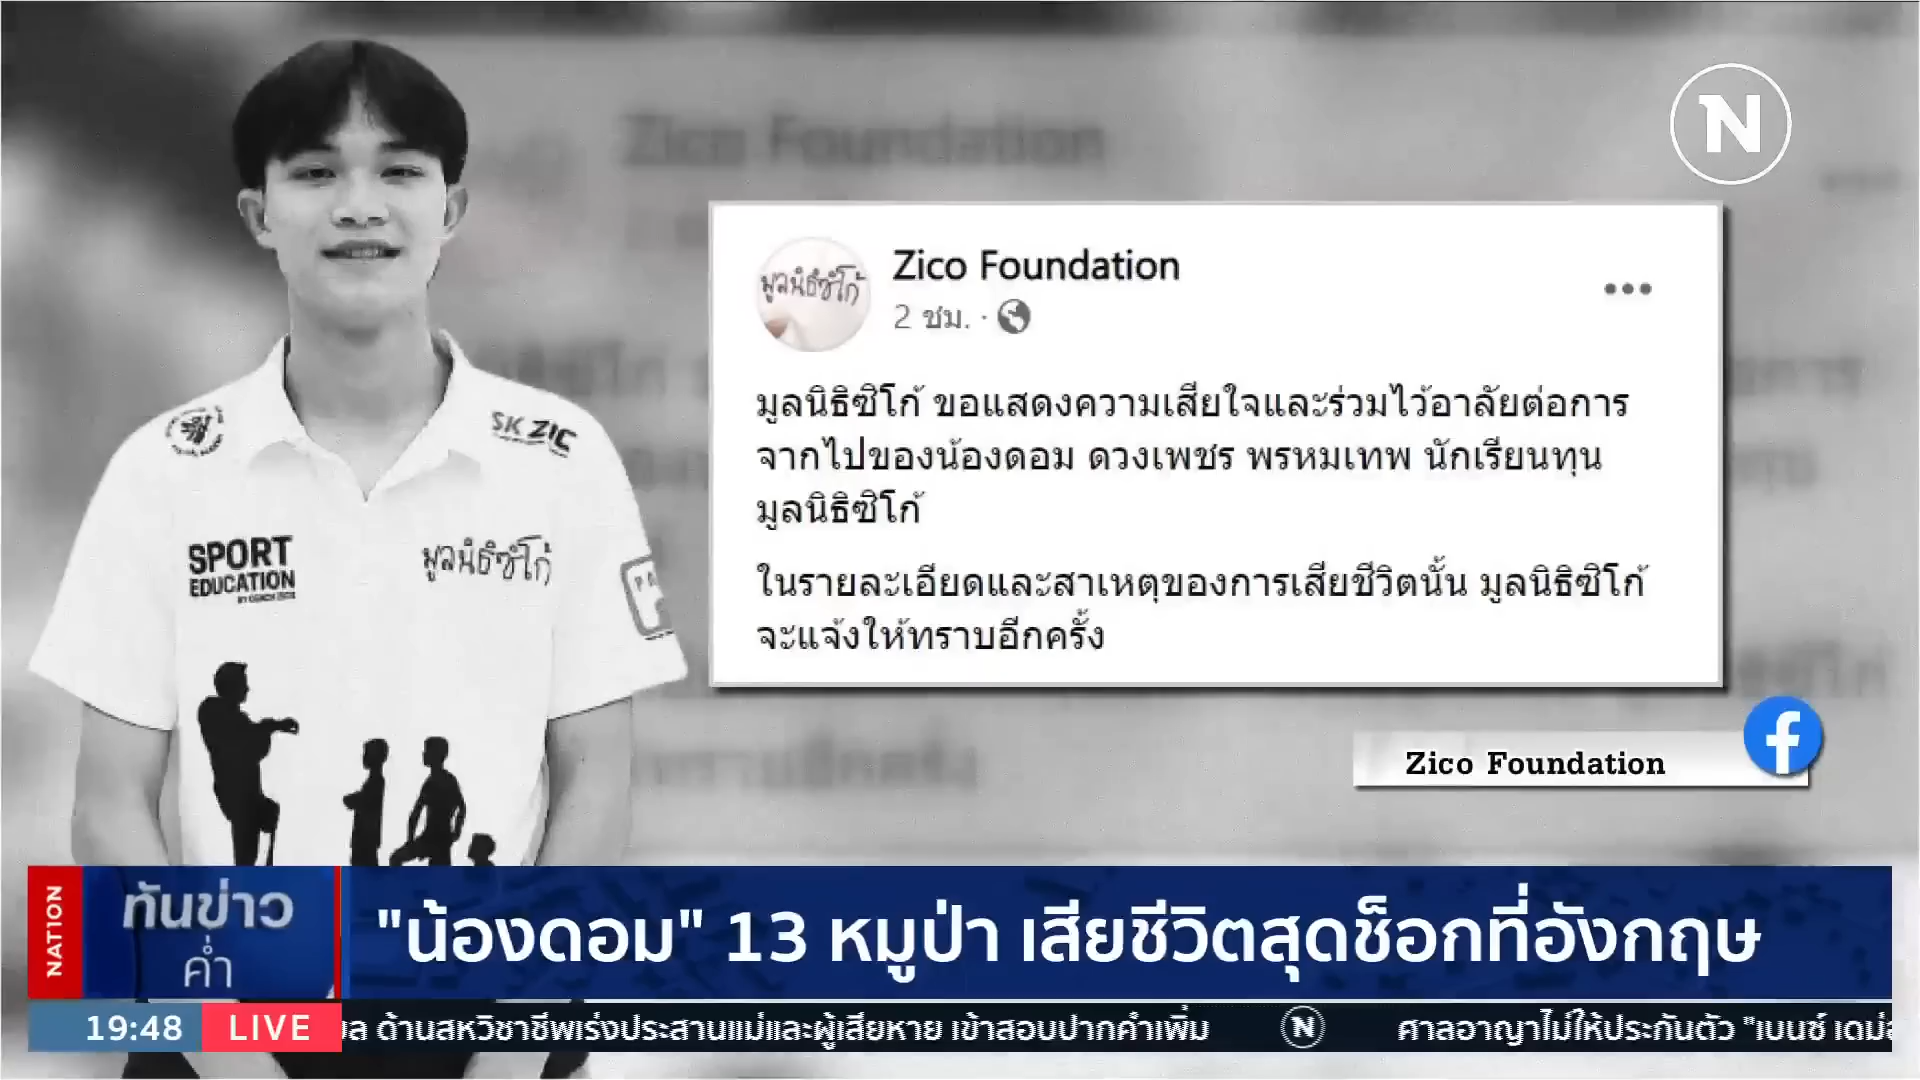 N
Zico Foundation
มูลนิธิซิโก้
Zico Foundation
2 ชม.
มูลนิธิซิโก้ ขอแสดงความเสียใจและร่วมไว้อาลัยต่อการ
จากไปของน้องดอม ดวงเพชร พรหมเทพ นักเรียนทุน
มูลนิธิซิโก้
ในรายละเอียดและสาเหตุของการเสียชีวิตนั้น มูลนิธิซิโก้
จะแจ้งให้ทราบอีกครั้ง
SK ZIC
SPORT
EDUCATION
BY COACH ZICO
มูลนิธิซิโก้
Zico Foundation
NATION
ทันข่าว
ค่ำ
"น้องดอม" 13 หมูป่า เสียชีวิตสุดช็อกที่อังกฤษ
19:48 LIVE
ด้านสหวิชาชีพเร่งประสานแม่และผู้เสียหาย เข้าสอบปากคำเพิ่ม N ศาลอาญาไม่ให้ประกันตัว "เบนซ์